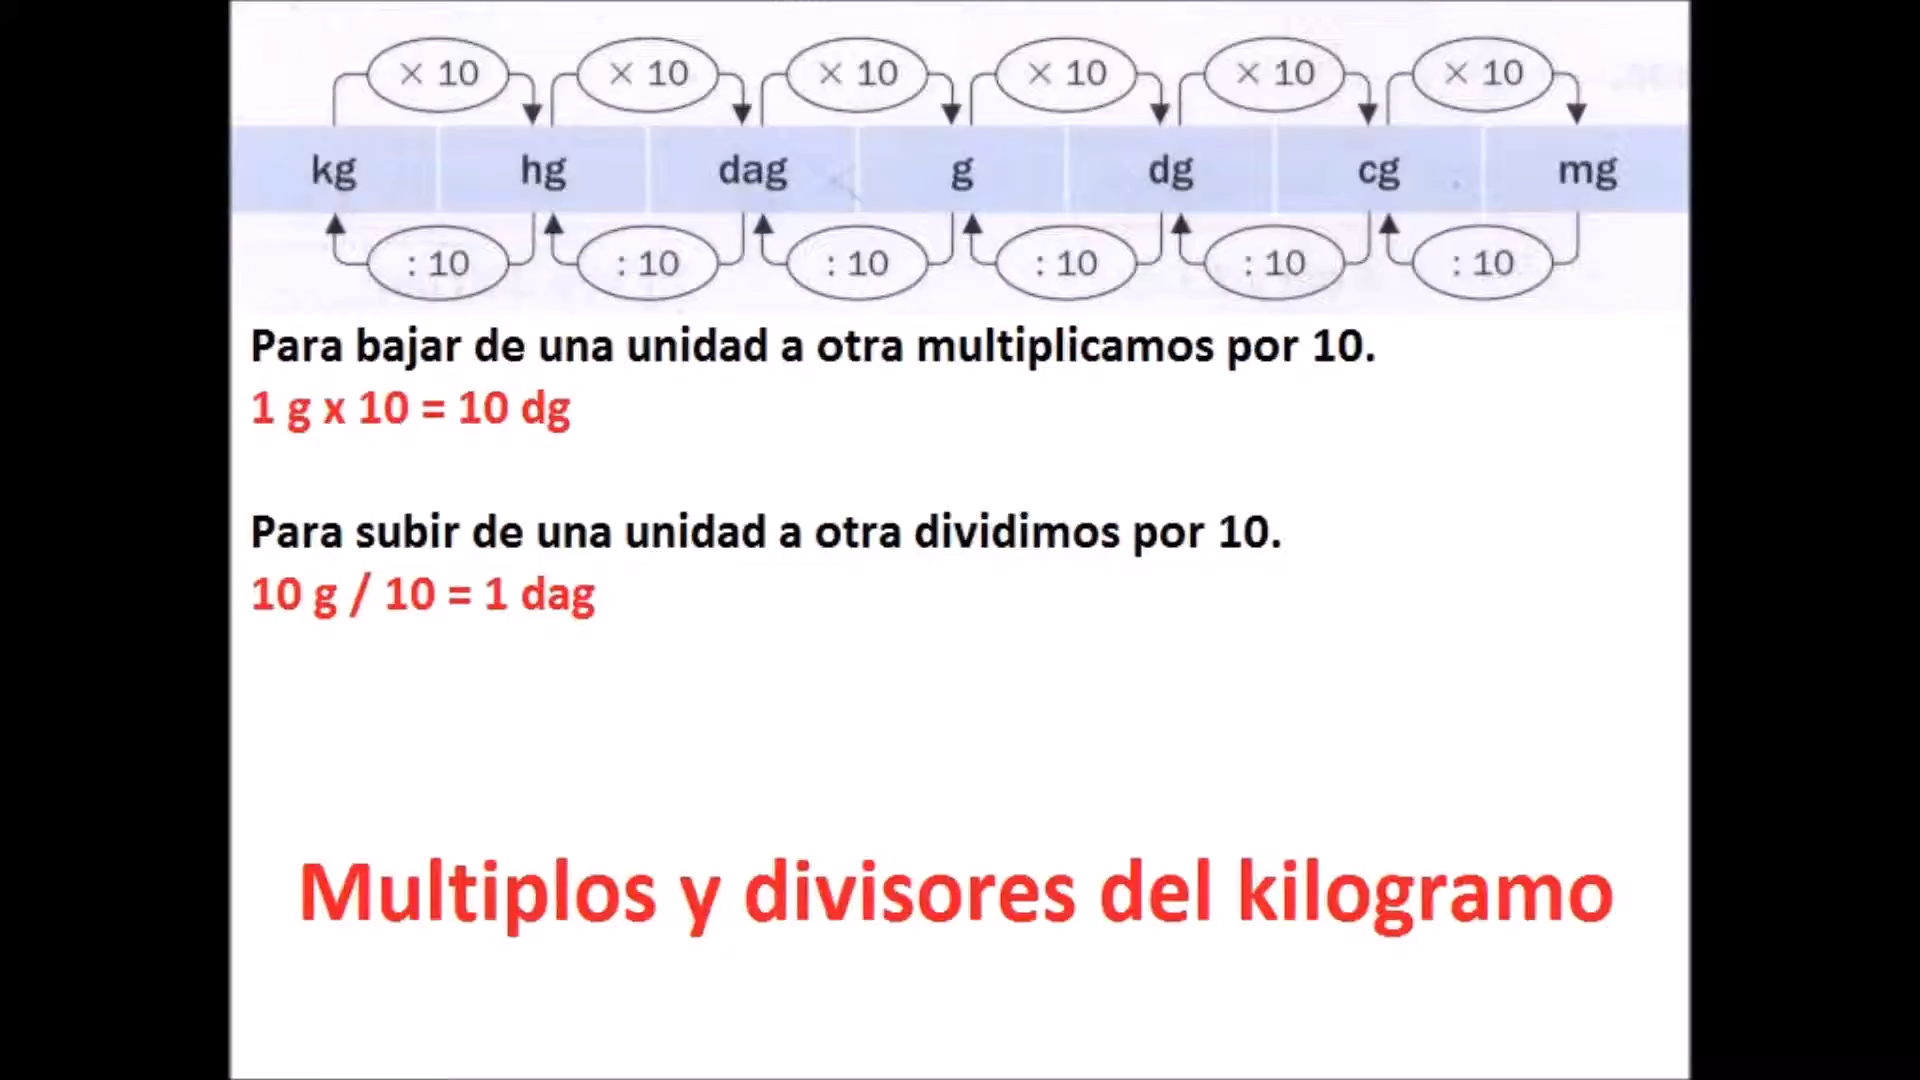 × 10 × 10 × 10 × 10 × 10 × 10
kg hg dag g dg cg mg
: 10 : 10 : 10 : 10 : 10 : 10
Para bajar de una unidad a otra multiplicamos por 10.
1 g x 10 = 10 dg
Para subir de una unidad a otra dividimos por 10.
10 g / 10 = 1 dag
Multiplos y divisores del kilogramo